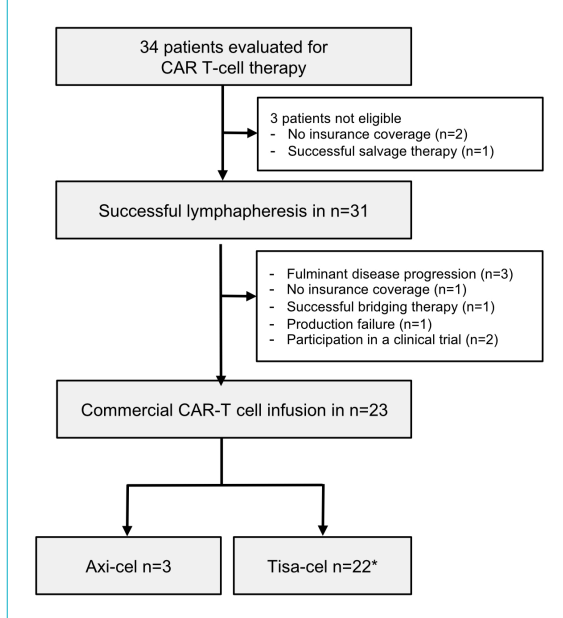 34 patients evaluated for
CAR T-cell therapy
3 patients not eligible
- No insurance coverage (n=2)
- Successful salvage therapy (n=1)
Successful lymphapheresis in n=31
- Fulminant disease progression (n=3)
- No insurance coverage (n=1)
- Successful bridging therapy (n=1)
- Production failure (n=1)
- Participation in a clinical trial (n=2)
Commercial CAR-T cell infusion in n=23
Axi-cel n=3
Tisa-cel n=22*